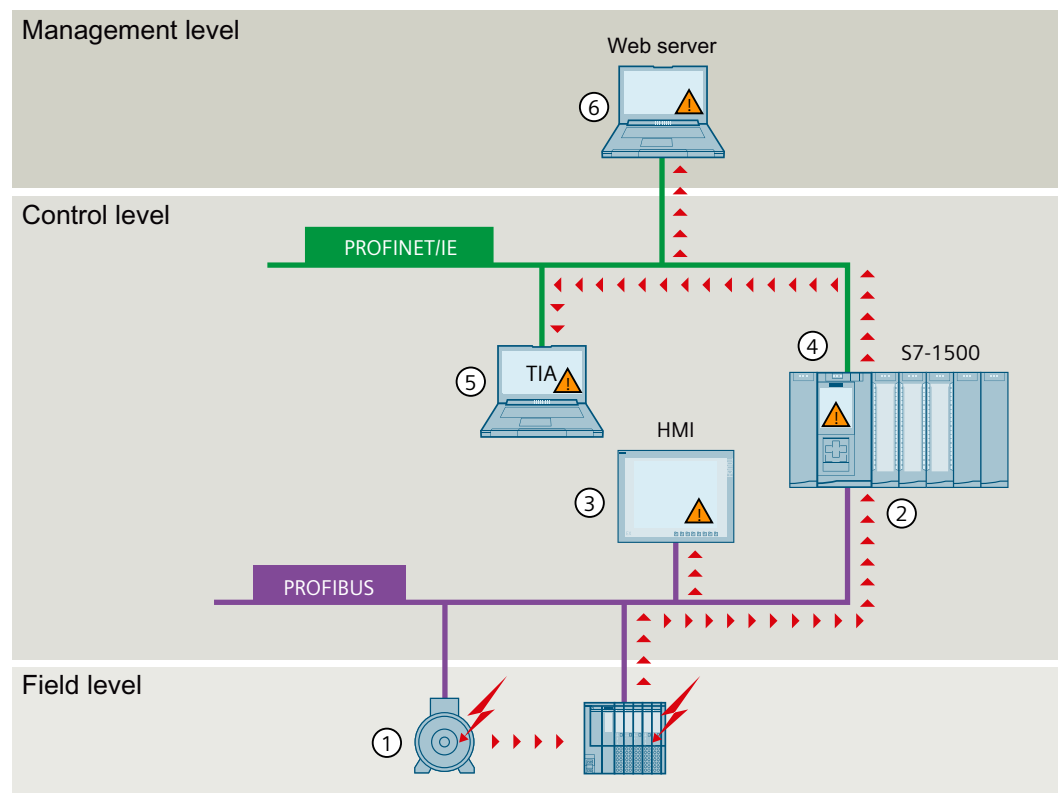 Management level
Web server
6
Control level
PROFINET/IE
4
S7-1500
5
TIA
HMI
3
2
PROFIBUS
Field level
1